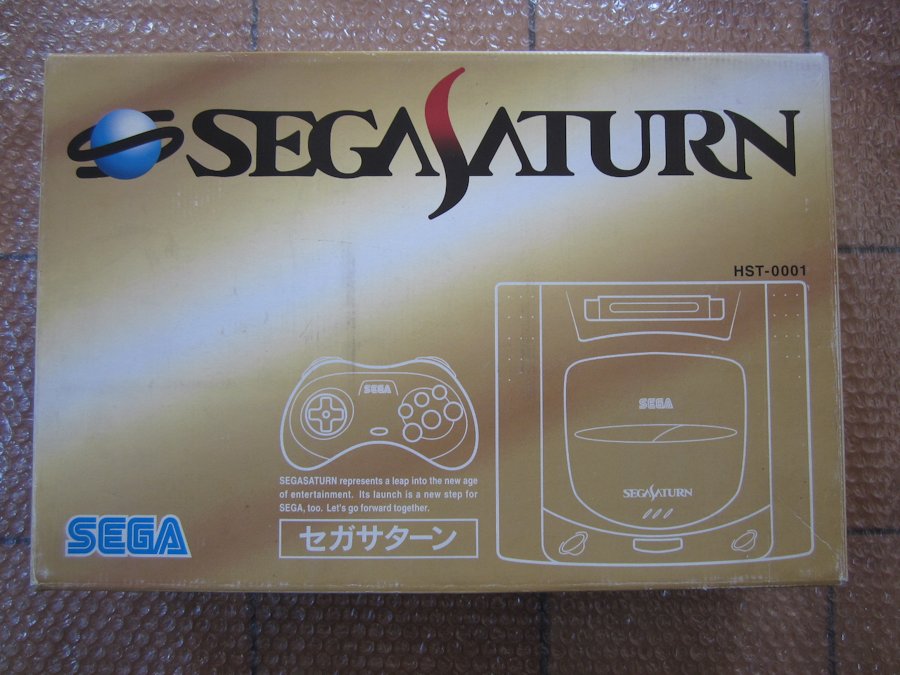 SEGASATURN
HST-0001
SEGA
SEGA
SEGASATURN represents a leap into the new age
of entertainment. Its launch is a new step for
SEGA, too. Let's go forward together.
SEGASATURN
SEGA
セガサターン